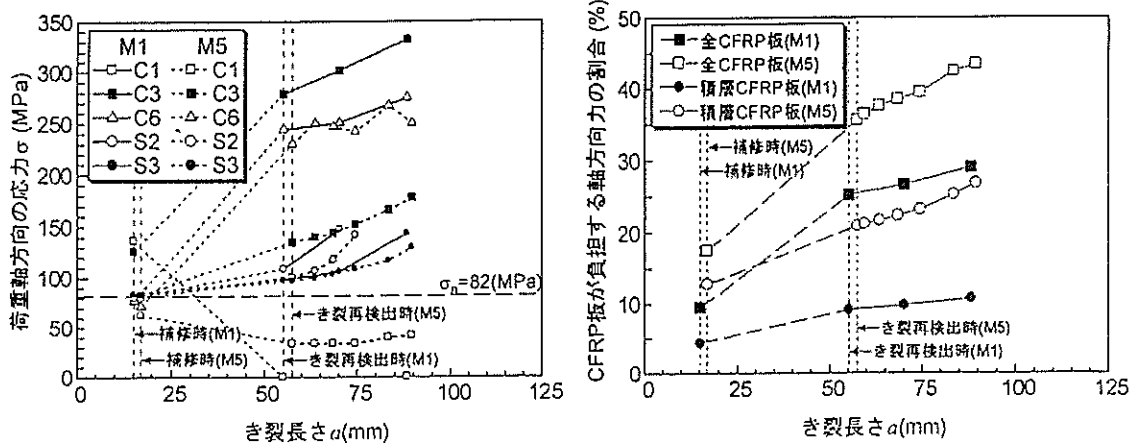 荷重軸方向の応力 σ (MPa)
350
300
250
200
150
100
50
0
M1 M5
C1 C1
C3 C3
C6 C6
S2 S2
S3 S3
σn=82(MPa)
補修時(M1)
補修時(M5)
き裂再検出時(M5)
き裂再検出時(M1)
0 25 50 75 100 125
き裂長さa(mm)
CFRP板が負担する軸方向力の割合 (%)
50
40
30
20
10
0
全CFRP板(M1)
全CFRP板(M5)
積層CFRP板(M1)
積層CFRP板(M5)
補修時(M5)
補修時(M1)
き裂再検出時(M5)
き裂再検出時(M1)
0 25 50 75 100 125
き裂長さa(mm)